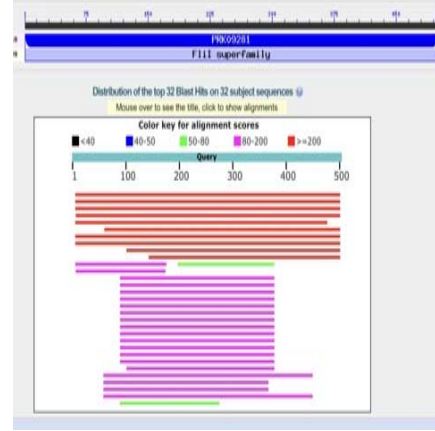 PRK09281
FliI superfamily
Distribution of the top 32 Blast Hits on 32 subject sequences
Mouse over to see the title, click to show alignments
Color key for alignment scores
<40 40-50 50-80 80-200 >=200
Query
1 100 200 300 400 500